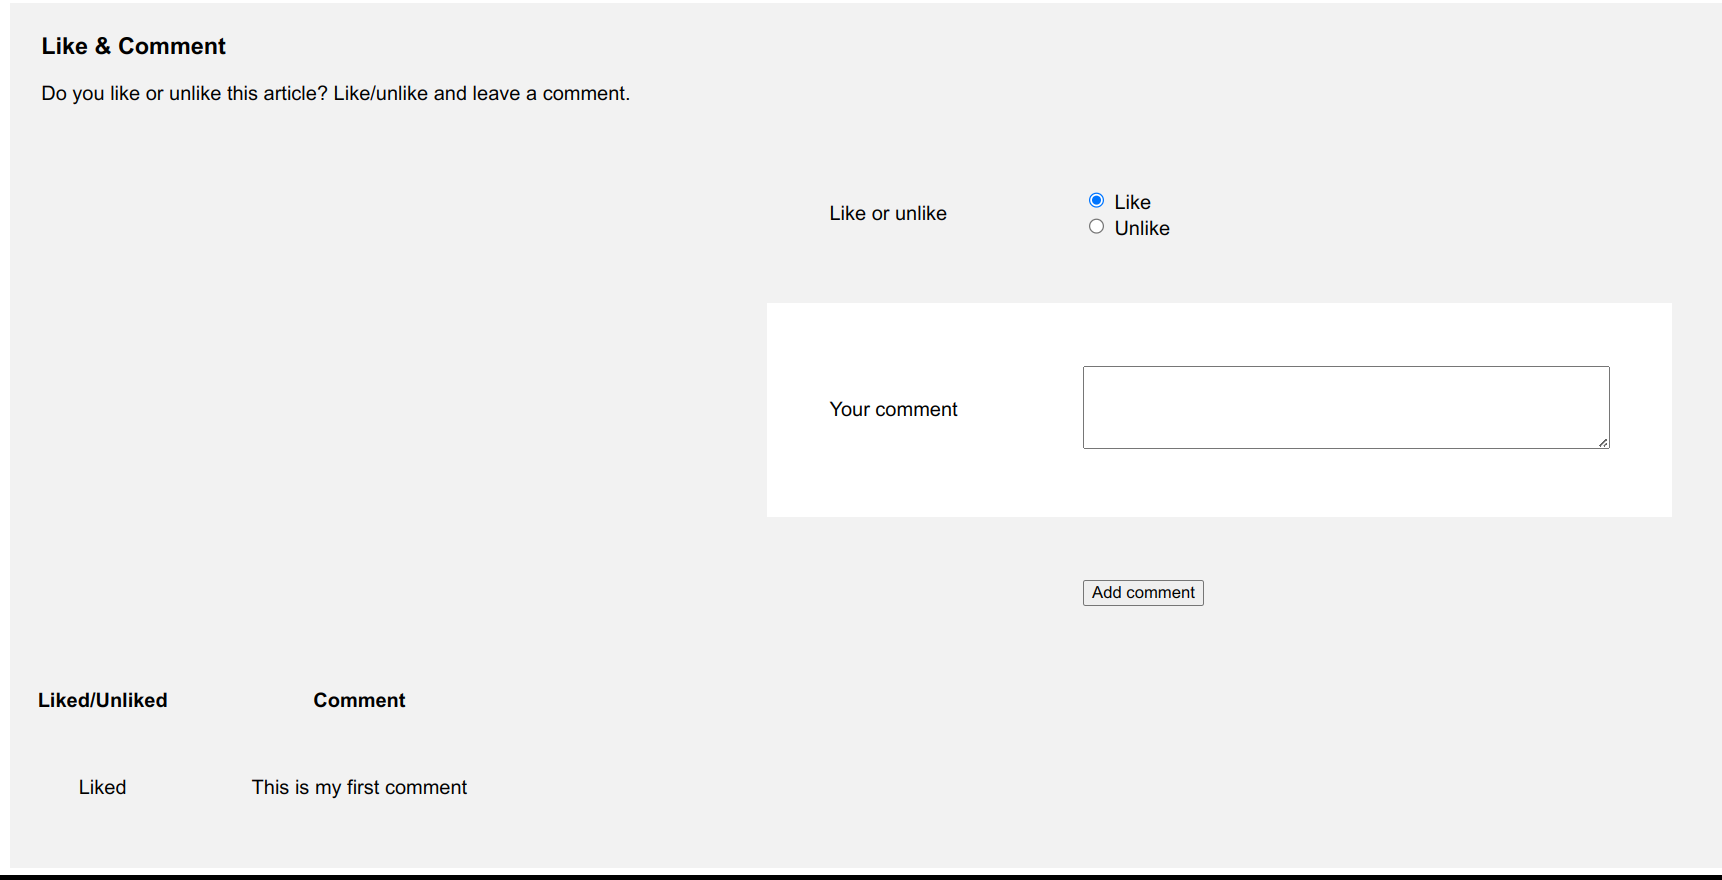 Like & Comment
Do you like or unlike this article? Like/unlike and leave a comment.
Like or unlike
Like
Unlike
Your comment
Add comment
Liked/Unliked Comment
Liked This is my first comment